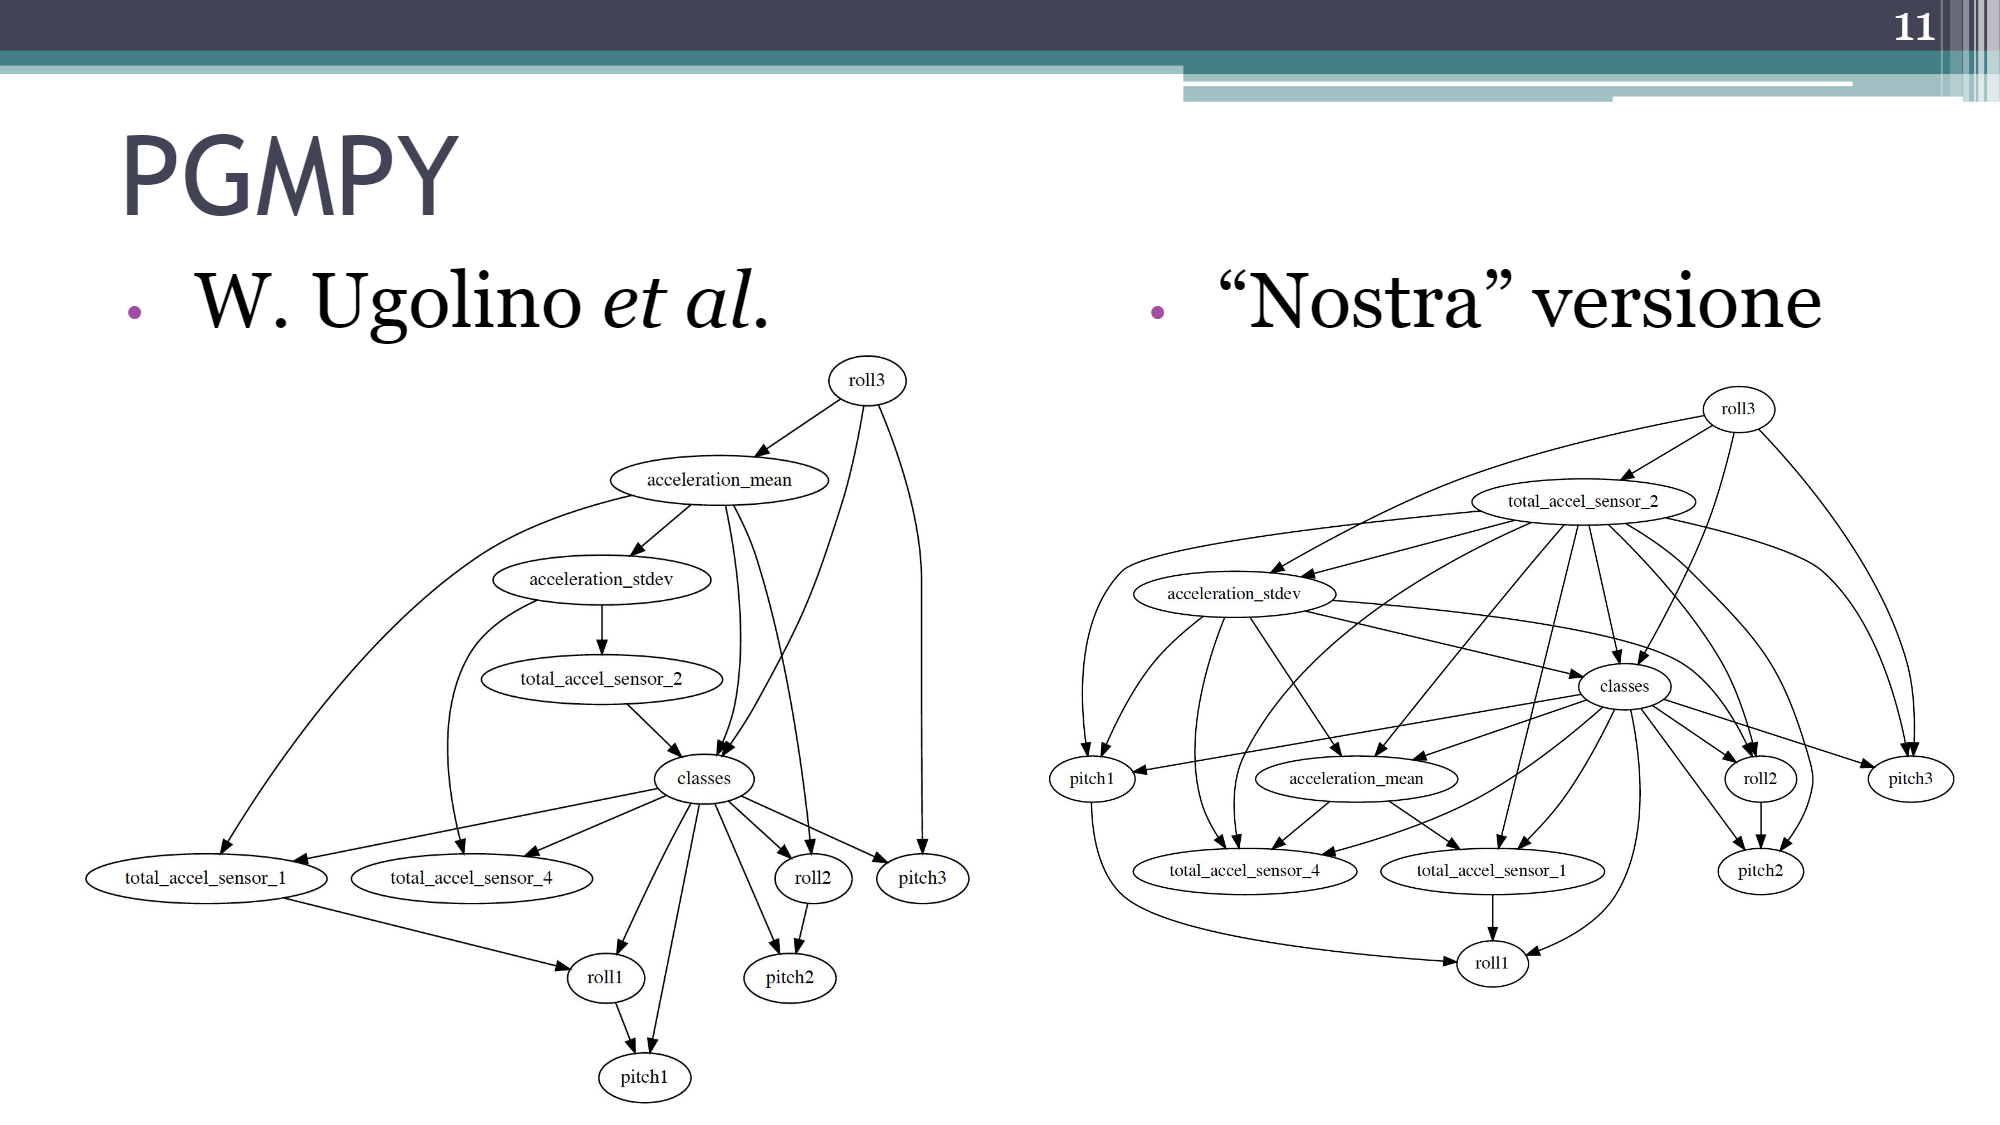 11
PGMPY
• W. Ugolino et al.
roll3
acceleration_mean
acceleration_stdev
total_accel_sensor_2
classes
total_accel_sensor_1 total_accel_sensor_4 roll2 pitch3
roll1 pitch2
pitch1
• “Nostra” versione
roll3
total_accel_sensor_2
acceleration_stdev
classes
pitch1 acceleration_mean roll2 pitch3
total_accel_sensor_4 total_accel_sensor_1 pitch2
roll1